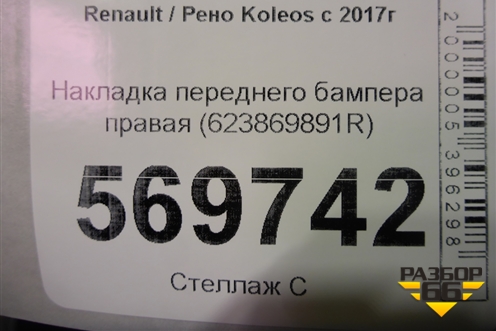 Renault / Рено Koleos с 2017г
Накладка переднего бампера
правая (623869891R)
569742
Стеллаж С
2000005396298
РАЗБОР
66